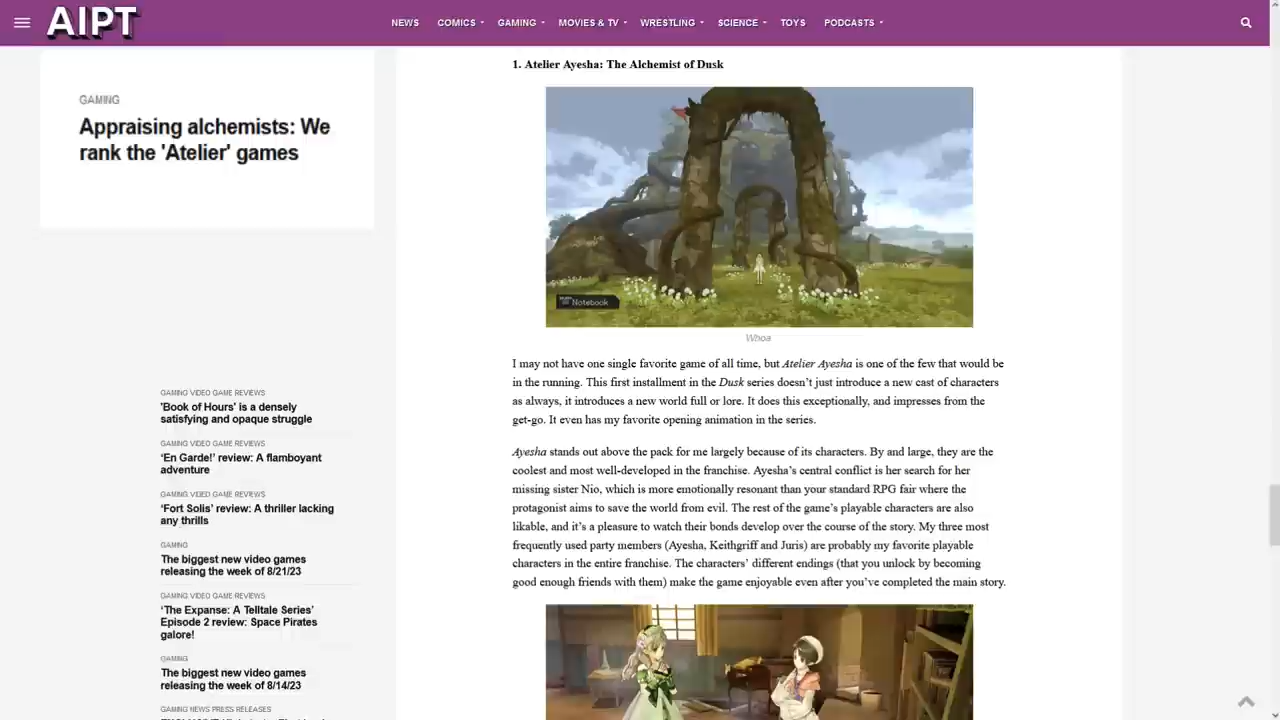 AIPT
NEWS
COMICS
GAMING
MOVIES & TV
WRESTLING
SCIENCE
TOYS
PODCASTS
GAMING
Appraising alchemists: We
rank the 'Atelier' games
GAMING VIDEO GAME REVIEWS
'Book of Hours' is a densely
satisfying and opaque struggle
GAMING VIDEO GAME REVIEWS
‘En Garde!’ review: A flamboyant
adventure
GAMING VIDEO GAME REVIEWS
‘Fort Solis’ review: A thriller lacking
any thrills
GAMING
The biggest new video games
releasing the week of 8/21/23
GAMING VIDEO GAME REVIEWS
‘The Expanse: A Telltale Series’
Episode 2 review: Space Pirates
galore!
GAMING
The biggest new video games
releasing the week of 8/14/23
GAMING NEWS PRESS RELEASES
1. Atelier Ayesha: The Alchemist of Dusk
Notebook
Whoa
I may not have one single favorite game of all time, but Atelier Ayesha is one of the few that would be
in the running. This first installment in the Dusk series doesn’t just introduce a new cast of characters
as always, it introduces a new world full or lore. It does this exceptionally, and impresses from the
get-go. It even has my favorite opening animation in the series.
Ayesha stands out above the pack for me largely because of its characters. By and large, they are the
coolest and most well-developed in the franchise. Ayesha’s central conflict is her search for her
missing sister Nio, which is more emotionally resonant than your standard RPG fair where the
protagonist aims to save the world from evil. The rest of the game’s playable characters are also
likable, and it’s a pleasure to watch their bonds develop over the course of the story. My three most
frequently used party members (Ayesha, Keithgriff and Juris) are probably my favorite playable
characters in the entire franchise. The characters’ different endings (that you unlock by becoming
good enough friends with them) make the game enjoyable even after you’ve completed the main story.